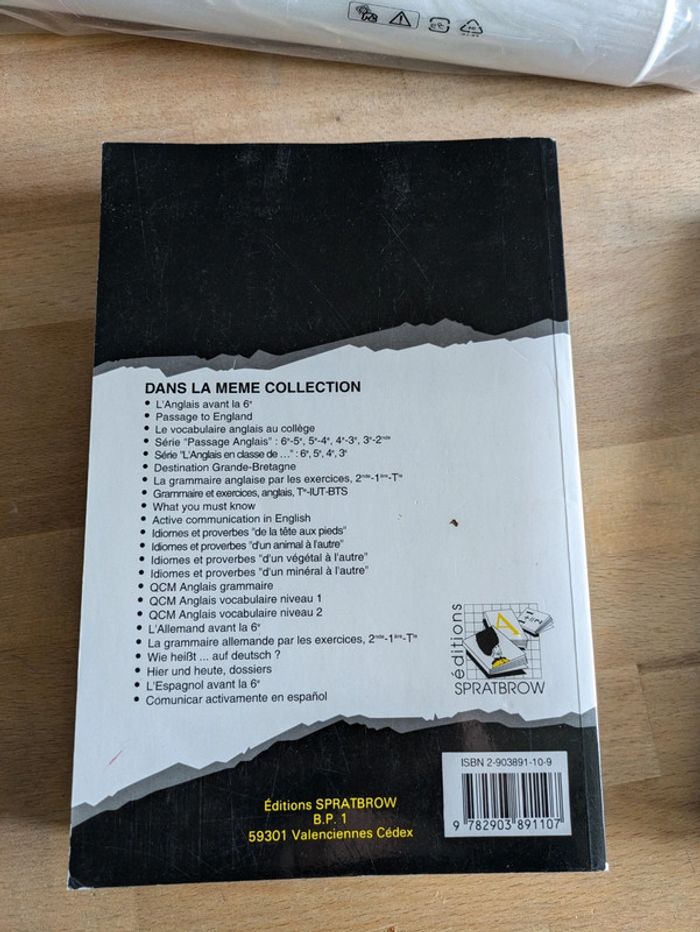 DANS LA MEME COLLECTION
• L'Anglais avant la 6ᵉ
• Passage to England
• Le vocabulaire anglais au collège
• Série "Passage Anglais" : 6ᵉ-5ᵉ, 5ᵉ-4ᵉ, 4ᵉ-3ᵉ, 3ᵉ-2ⁿᵈᵉ
• Série "L'Anglais en classe de ..." : 6ᵉ, 5ᵉ, 4ᵉ, 3ᵉ
• Destination Grande-Bretagne
• La grammaire anglaise par les exercices, 2ⁿᵈᵉ-1ⁱèʳᵉ-Tˡᵉ
• Grammaire et exercices, anglais, Tˡᵉ-IUT-BTS
• What you must know
• Active communication in English
• Idiomes et proverbes "de la tête aux pieds"
• Idiomes et proverbes "d'un animal à l'autre"
• Idiomes et proverbes "d'un végétal à l'autre"
• Idiomes et proverbes "d'un minéral à l'autre"
• QCM Anglais grammaire
• QCM Anglais vocabulaire niveau 1
• QCM Anglais vocabulaire niveau 2
• L'Allemand avant la 6ᵉ
• La grammaire allemande par les exercices, 2ⁿᵈᵉ-1ⁱèʳᵉ-Tˡᵉ
• Wie heißt ... auf deutsch ?
• Hier und heute, dossiers
• L'Espagnol avant la 6ᵉ
• Comunicar activamente en español
éditions
SPRATBROW
ISBN 2-903891-10-9
9 782903 891107
Éditions SPRATBROW
B.P. 1
59301 Valenciennes Cédex